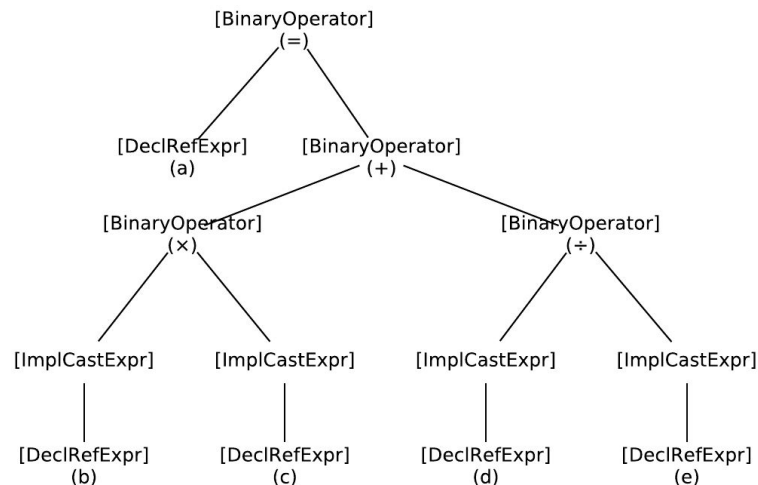 [BinaryOperator]
(=)
[DeclRefExpr]
(a)
[BinaryOperator]
(+)
[BinaryOperator]
(×)
[BinaryOperator]
(÷)
[ImplCastExpr]
[ImplCastExpr]
[ImplCastExpr]
[ImplCastExpr]
[DeclRefExpr]
(b)
[DeclRefExpr]
(c)
[DeclRefExpr]
(d)
[DeclRefExpr]
(e)